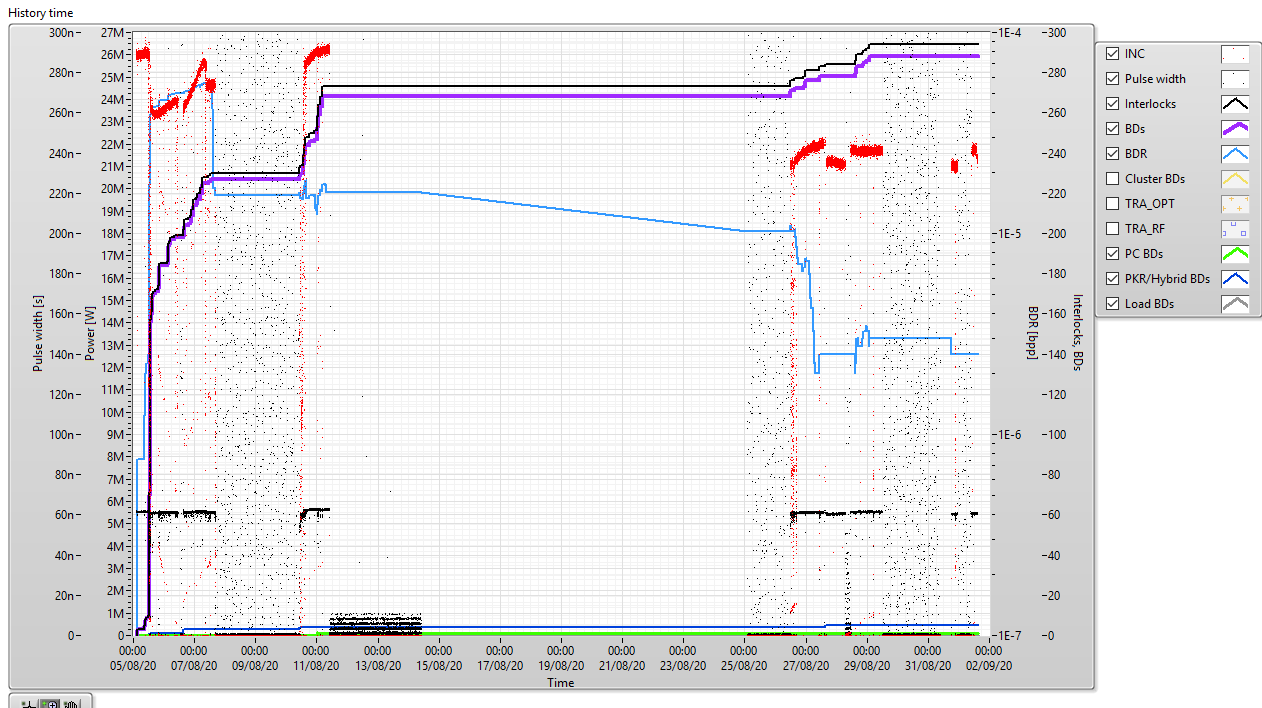 History time
300n
280n
260n
240n
220n
200n
180n
160n
140n
120n
100n
80n
60n
40n
20n
0
Pulse width [s]
27M
26M
25M
24M
23M
22M
21M
20M
19M
18M
17M
16M
15M
14M
13M
12M
11M
10M
9M
8M
7M
6M
5M
4M
3M
2M
1M
0
Power [W]
1E-4
1E-5
1E-6
1E-7
BDR [bpp]
300
280
260
240
220
200
180
160
140
120
100
80
60
40
20
0
Interlocks, BDs
00:00 00:00 00:00 00:00 00:00 00:00 00:00 00:00 00:00 00:00 00:00 00:00 00:00 00:00 00:00
05/08/20 07/08/20 09/08/20 11/08/20 13/08/20 15/08/20 17/08/20 19/08/20 21/08/20 23/08/20 25/08/20 27/08/20 29/08/20 31/08/20 02/09/20
Time
INC
Pulse width
Interlocks
BDs
BDR
Cluster BDs
TRA_OPT
TRA_RF
PC BDs
PKR/Hybrid BDs
Load BDs